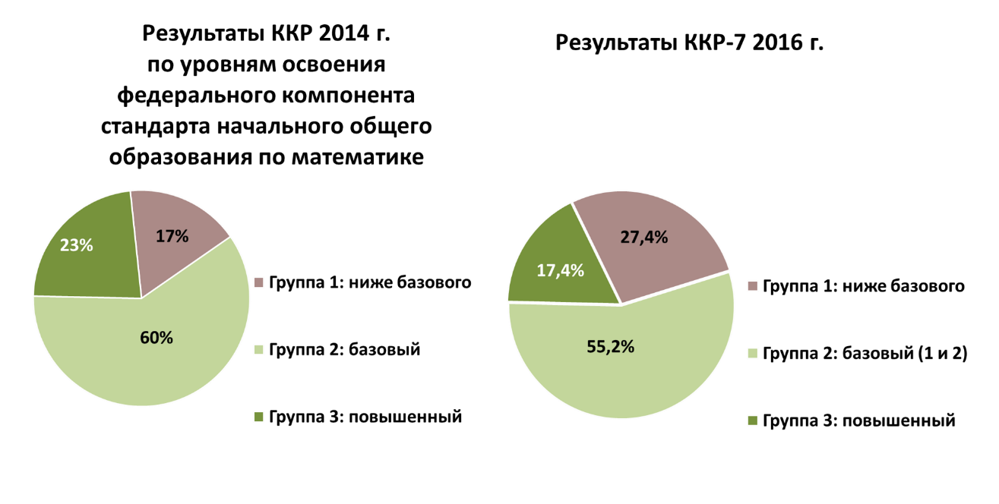 Результаты ККР 2014 г.
по уровням освоения
федерального компонента
стандарта начального общего
образования по математике
23%
17%
60%
Группа 1: ниже базового
Группа 2: базовый
Группа 3: повышенный
Результаты ККР-7 2016 г.
27,4%
17,4%
55,2%
Группа 1: ниже базового
Группа 2: базовый (1 и 2)
Группа 3: повышенный